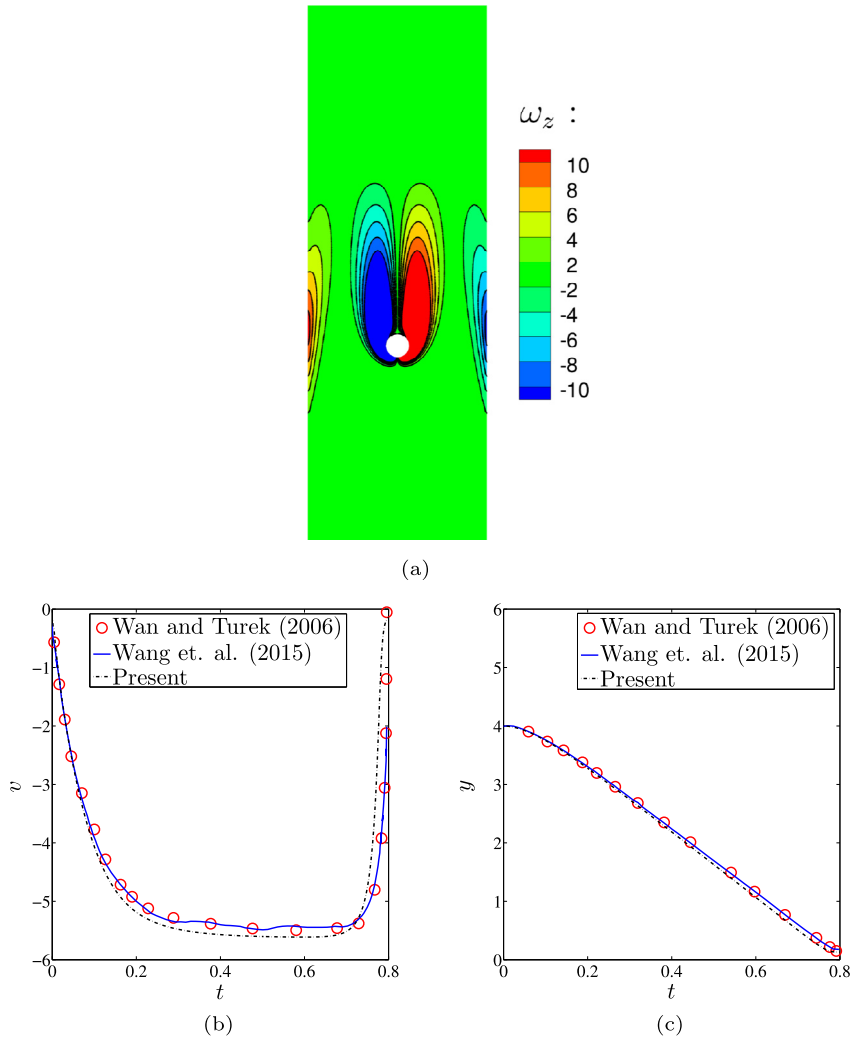 ω_z :
10
8
6
4
2
-2
-4
-6
-8
-10
(a)
0
−1
−2
−3
−4
−5
−6
v
Wan and Turek (2006)
Wang et. al. (2015)
Present
0
0.2
0.4
0.6
0.8
t
(b)
6
5
4
3
2
1
0
y
Wan and Turek (2006)
Wang et. al. (2015)
Present
0
0.2
0.4
0.6
0.8
t
(c)